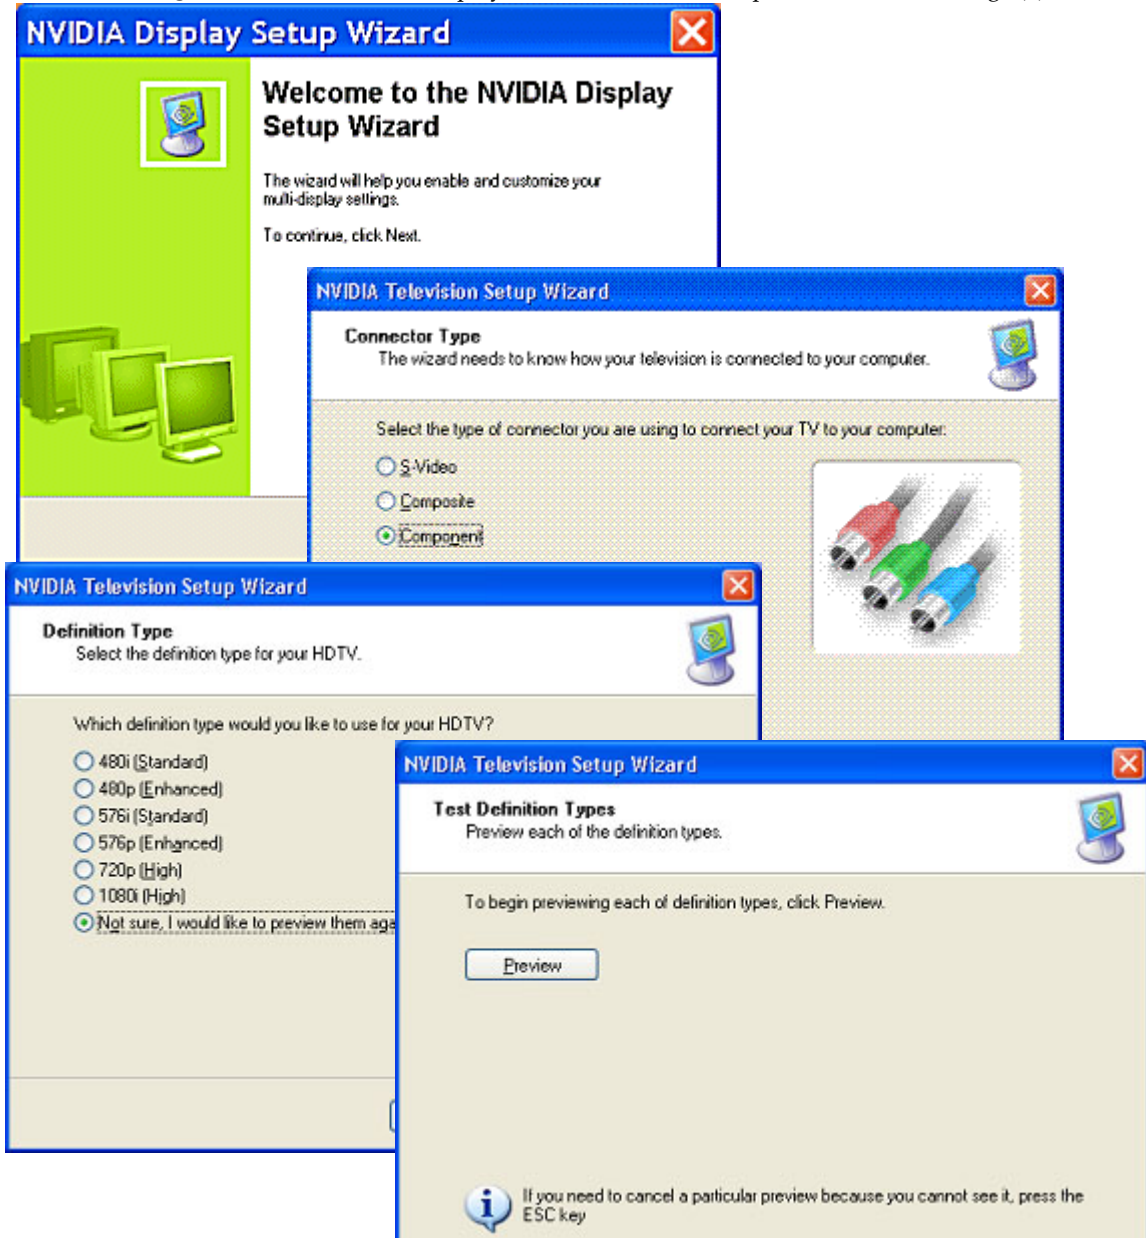 NVIDIA Display Setup Wizard
Welcome to the NVIDIA Display
Setup Wizard
The wizard will help you enable and customize your
multi-display settings.
To continue, click Next.
NVIDIA Television Setup Wizard
Connector Type
The wizard needs to know how your television is connected to your computer.
Select the type of connector you are using to connect your TV to your computer:
S-Video
Composite
Component
NVIDIA Television Setup Wizard
Definition Type
Select the definition type for your HDTV.
Which definition type would you like to use for your HDTV?
480i (Standard)
480p (Enhanced)
576i (Standard)
576p (Enhanced)
720p (High)
1080i (High)
Not sure, I would like to preview them aga
NVIDIA Television Setup Wizard
Test Definition Types
Preview each of the definition types.
To begin previewing each of definition types, click Preview.
Preview
If you need to cancel a particular preview because you cannot see it, press the
ESC key